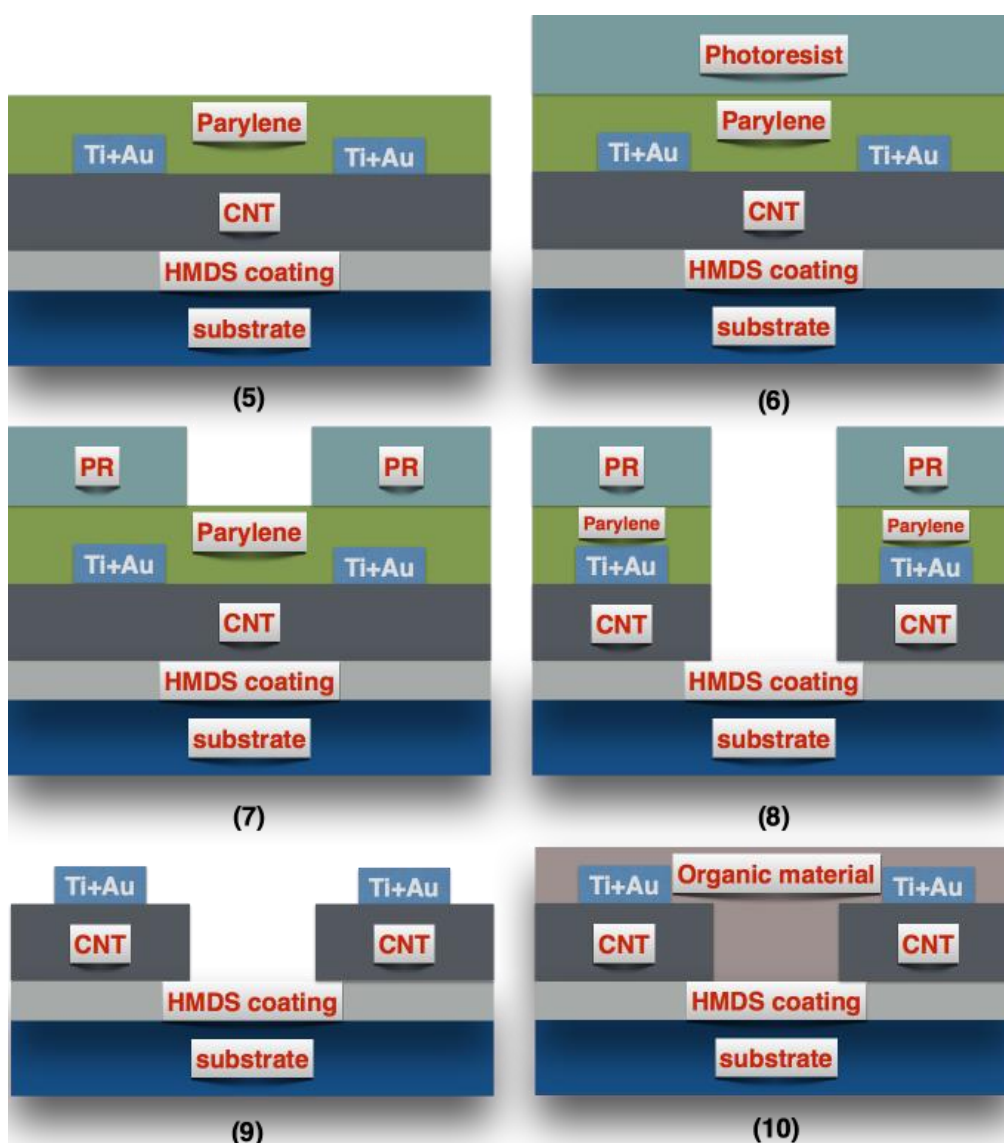 Parylene
Ti+Au Ti+Au
CNT
HMDS coating
substrate
(5)
Photoresist
Parylene
Ti+Au Ti+Au
CNT
HMDS coating
substrate
(6)
PR PR
Parylene
Ti+Au Ti+Au
CNT
HMDS coating
substrate
(7)
PR PR
Parylene Parylene
Ti+Au Ti+Au
CNT CNT
HMDS coating
substrate
(8)
Ti+Au Ti+Au
CNT CNT
HMDS coating
substrate
(9)
Ti+Au Organic material Ti+Au
CNT CNT
HMDS coating
substrate
(10)